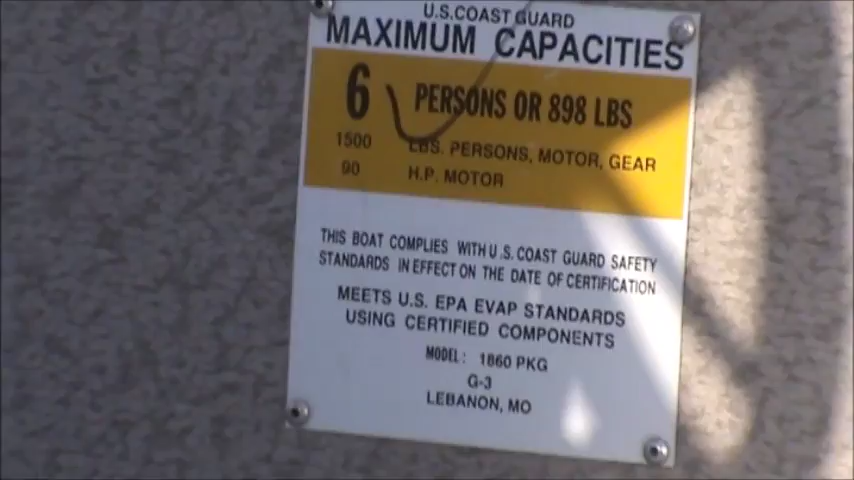 U.S.COAST GUARD
MAXIMUM CAPACITIES
6 PERSONS OR 898 LBS
1500 LBS. PERSONS, MOTOR, GEAR
90 H.P. MOTOR
THIS BOAT COMPLIES WITH U.S. COAST GUARD SAFETY
STANDARDS IN EFFECT ON THE DATE OF CERTIFICATION
MEETS U.S. EPA EVAP STANDARDS
USING CERTIFIED COMPONENTS
MODEL: 1860 PKG
G-3
LEBANON, MO